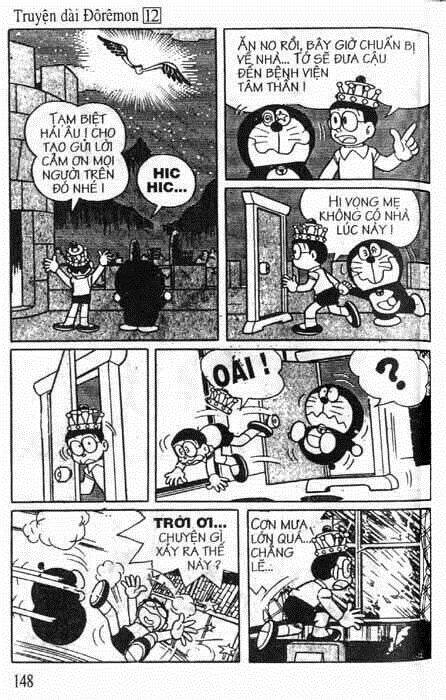 Truyện dài Đôrêmon 12
TẠM BIỆT
HẢI ÂU ! CHO
TAO GỬI LỜI
CẢM ƠN MỌI
NGƯỜI TRÊN
ĐÓ NHÉ !
HIC
HIC...
ĂN NO RỒI, BÂY GIỜ CHUẨN BỊ
VỀ NHÀ... TỚ SẼ ĐƯA CẬU
ĐẾN BỆNH VIỆN
TÂM THẦN !
HI VỌNG MẸ
KHÔNG CÓ NHÀ
LÚC NÀY !
OÁI !
?
TRỜI ƠI...
CHUYỆN GÌ
XẢY RA THẾ
NÀY ?
CƠN MƯA
LỚN QUÁ...
CHẲNG
LẼ...
148